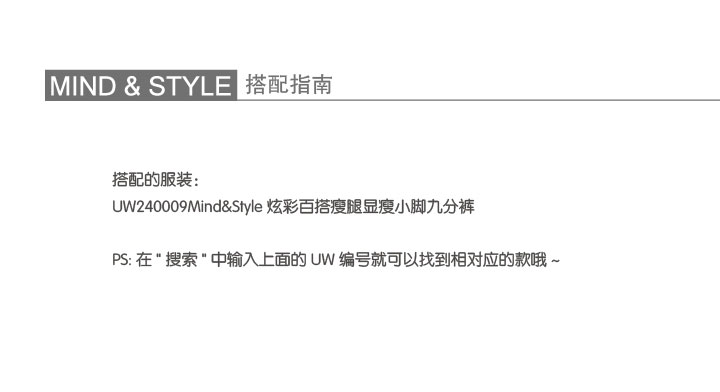 MIND & STYLE 搭配指南
搭配的服装：
UW240009Mind&Style 炫彩百搭瘦腿显瘦小脚九分裤
PS: 在 " 搜索 " 中输入上面的 UW 编号就可以找到相对应的款哦 ~